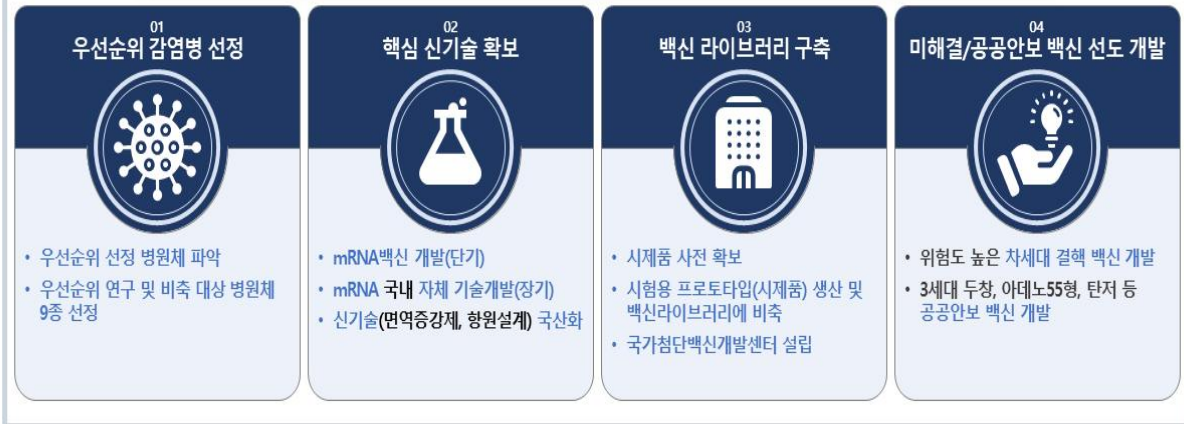 01
우선순위 감염병 선정
• 우선순위 선정 병원체 파악
• 우선순위 연구 및 비축 대상 병원체
9종 선정
02
핵심 신기술 확보
• mRNA백신 개발(단기)
• mRNA 국내 자체 기술개발(장기)
• 신기술(면역증강제, 항원설계) 국산화
03
백신 라이브러리 구축
• 시제품 사전 확보
• 시험용 프로토타입(시제품) 생산 및
백신라이브러리에 비축
• 국가첨단백신개발센터 설립
04
미해결/공공안보 백신 선도 개발
• 위험도 높은 차세대 결핵 백신 개발
• 3세대 두창, 아데노55형, 탄저 등
공공안보 백신 개발